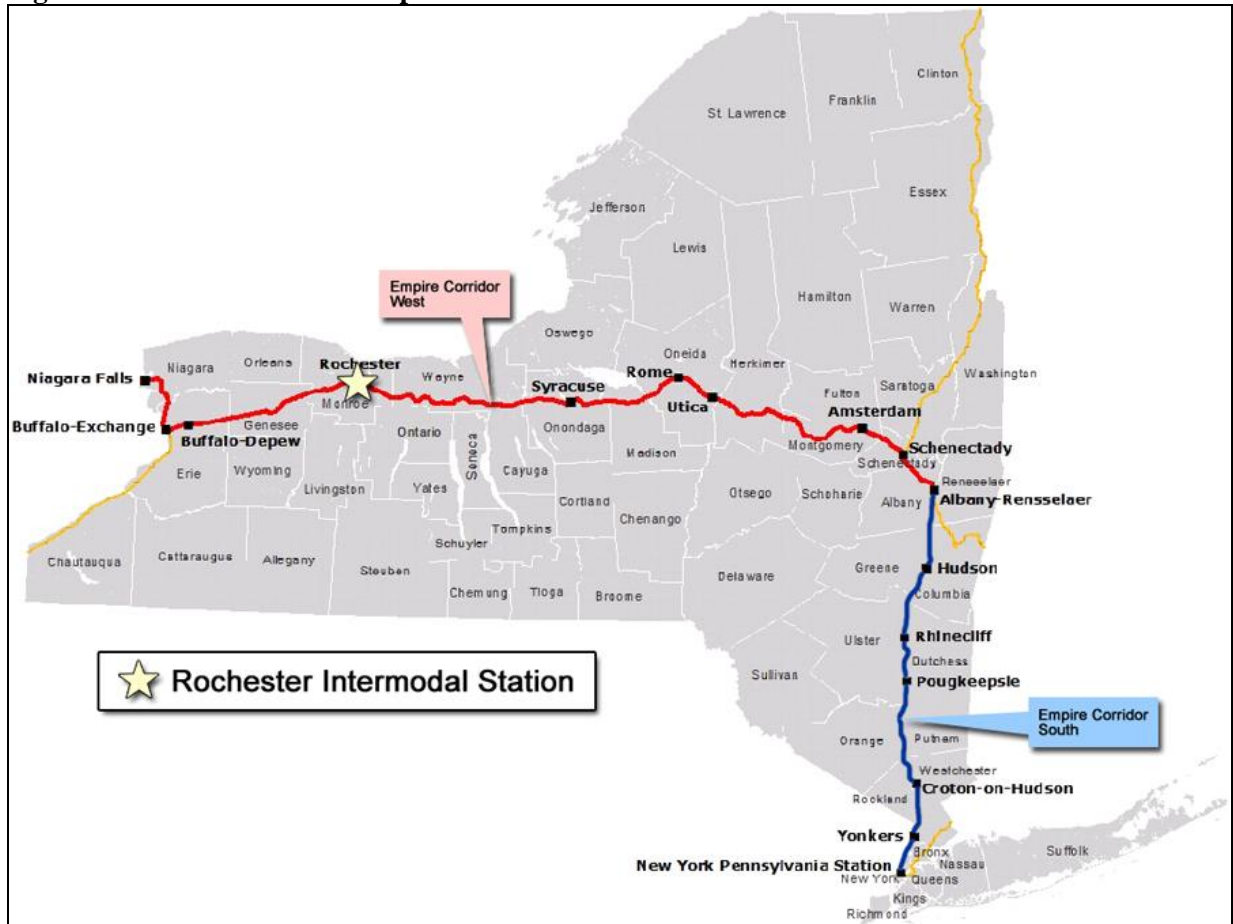 Clinton
Franklin
St. Lawrence
Essex
Jefferson
Lewis
Hamilton
Warren
Empire Corridor
West
Oswego
Oneida
Herkimer
Washington
Niagara
Orleans
Rochester
Wayne
Rome
Fulton
Saratoga
Niagara Falls
Syracuse
Utica
Amsterdam
Monroe
Buffalo-Exchange
Genesee
Buffalo-Depew
Ontario
Onondaga
Madison
Montgomery
Schenectady
Schenectady
Erie
Wyoming
Livingston
Yates
Seneca
Cayuga
Cortland
Chenango
Otsego
Schoharie
Albany
Rensselaer
Albany-Rensselaer
Tompkins
Schuyler
Chautauqua
Cattaraugus
Allegany
Steuben
Chemung
Tioga
Broome
Delaware
Greene
Hudson
Columbia
Ulster
Rhinecliff
Dutchess
Sullivan
Poughkeepsie
Rochester Intermodal Station
Empire Corridor
South
Orange
Putnam
Westchester
Croton-on-Hudson
Rockland
Yonkers
Bronx
New York Pennsylvania Station
Nassau
Suffolk
New York
Queens
Kings
Richmond